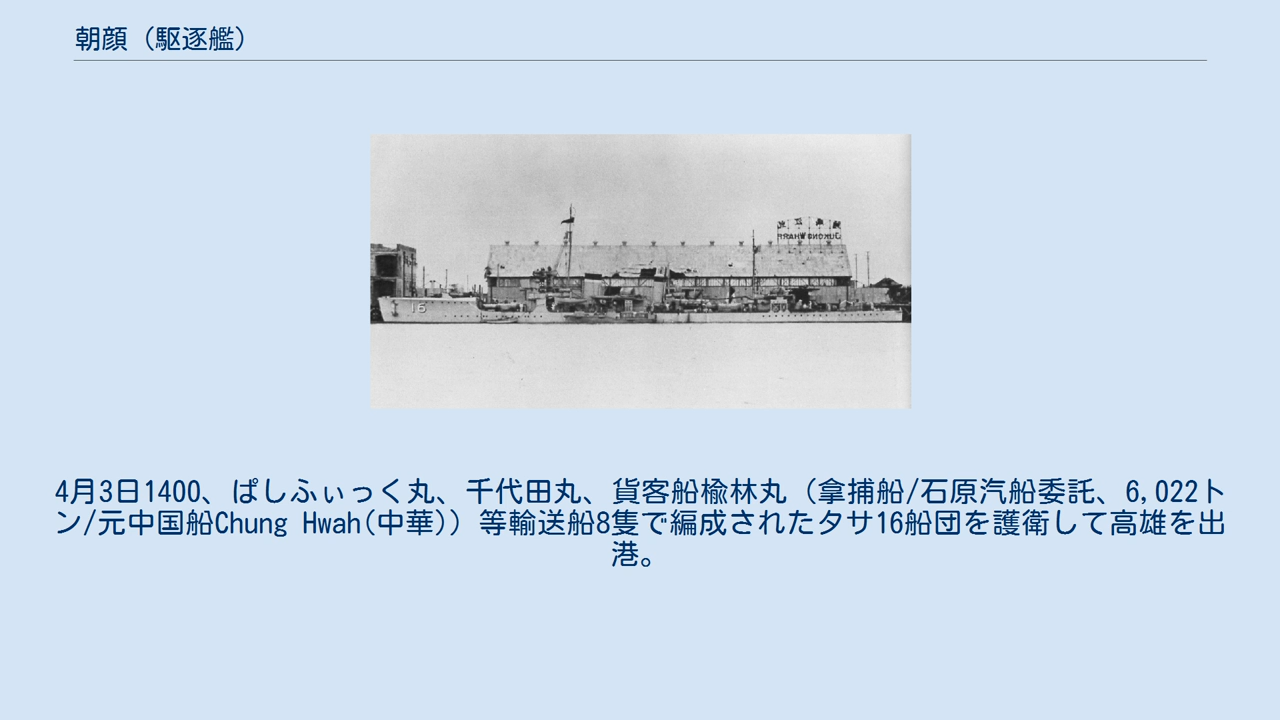 朝顔（駆逐艦）
15
4月3日1400、ぱしふぃっく丸、千代田丸、貨客船楡林丸（拿捕船/石原汽船委託、6,022ト
ン/元中国船Chung Hwah(中華)）等輸送船8隻で編成されたタサ16船団を護衛して高雄を出
港。